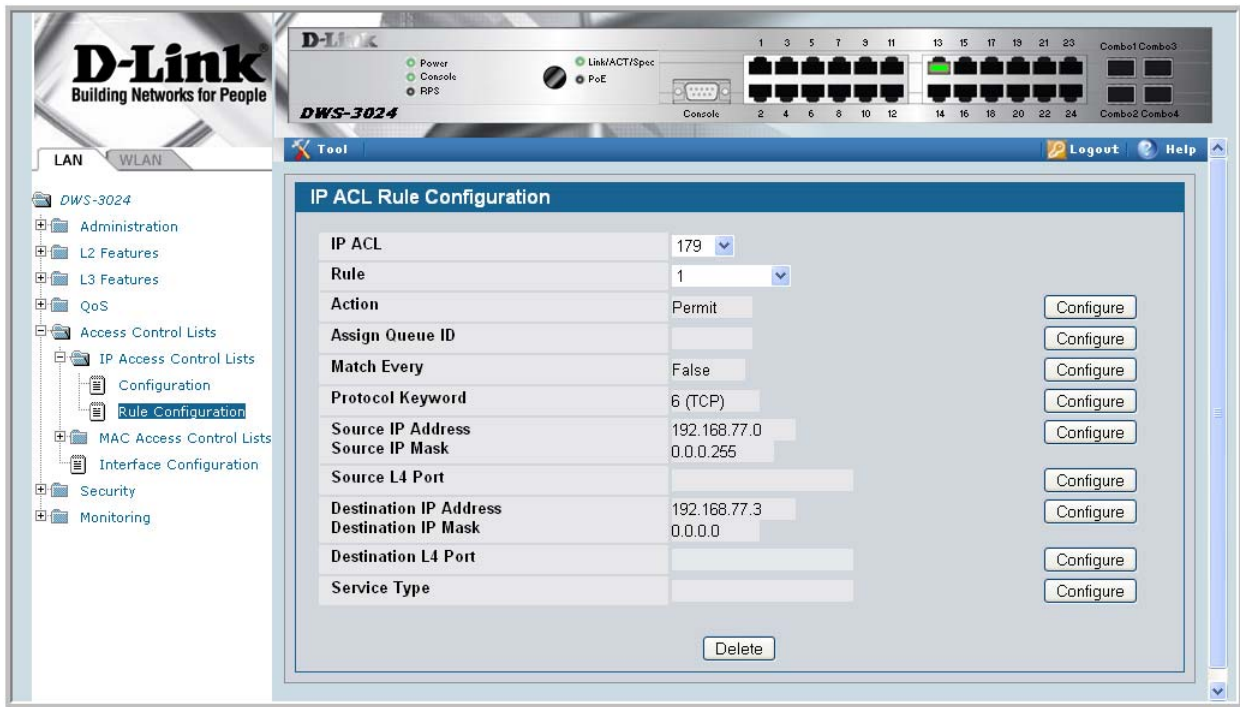 D-Link
Building Networks for People
D-Link
Power
Console
RPS
Link/ACT/Spec
PoE
DWS-3024
Console
1 3 5 7 9 11 13 15 17 19 21 23
2 4 6 8 10 12 14 16 18 20 22 24
Combo1 Combo3
Combo2 Combo4
LAN WLAN
Tool Logout Help
DWS-3024
Administration
L2 Features
L3 Features
QoS
Access Control Lists
IP Access Control Lists
Configuration
Rule Configuration
MAC Access Control Lists
Interface Configuration
Security
Monitoring
IP ACL Rule Configuration
IP ACL 179
Rule 1
Action Permit Configure
Assign Queue ID Configure
Match Every False Configure
Protocol Keyword 6 (TCP) Configure
Source IP Address 192.168.77.0 Configure
Source IP Mask 0.0.0.255
Source L4 Port Configure
Destination IP Address 192.168.77.3 Configure
Destination IP Mask 0.0.0.0
Destination L4 Port Configure
Service Type Configure
Delete